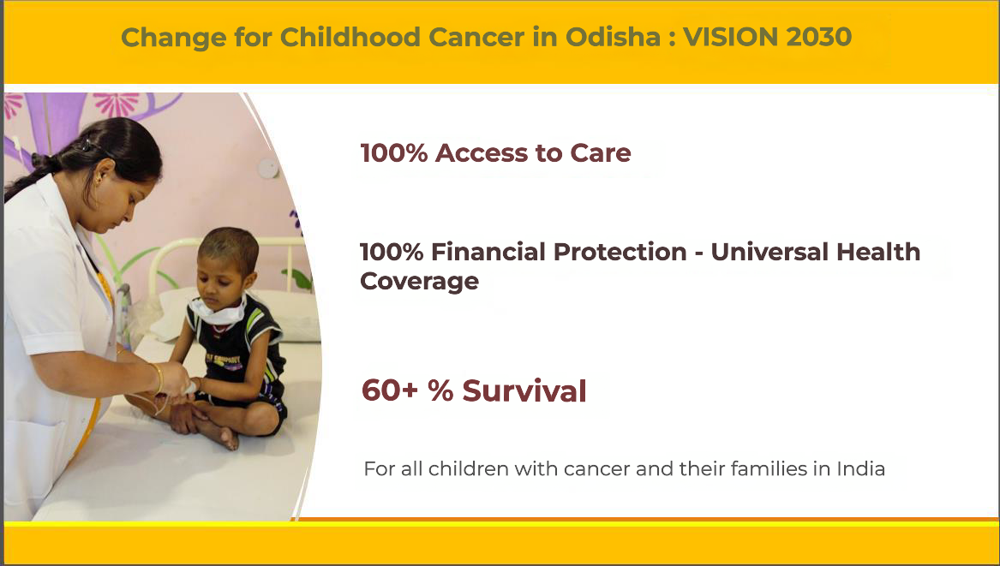 Change for Childhood Cancer in Odisha : VISION 2030
100% Access to Care
100% Financial Protection - Universal Health
Coverage
60+ % Survival
For all children with cancer and their families in India